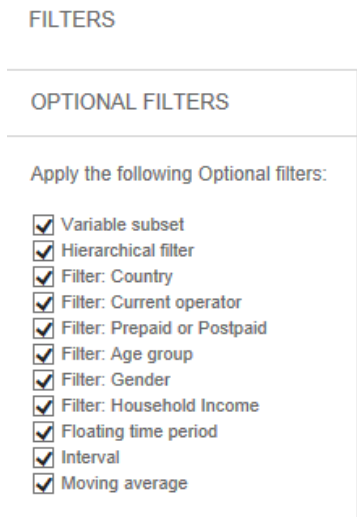 FILTERS
OPTIONAL FILTERS
Apply the following Optional filters:
Variable subset
Hierarchical filter
Filter: Country
Filter: Current operator
Filter: Prepaid or Postpaid
Filter: Age group
Filter: Gender
Filter: Household Income
Floating time period
Interval
Moving average